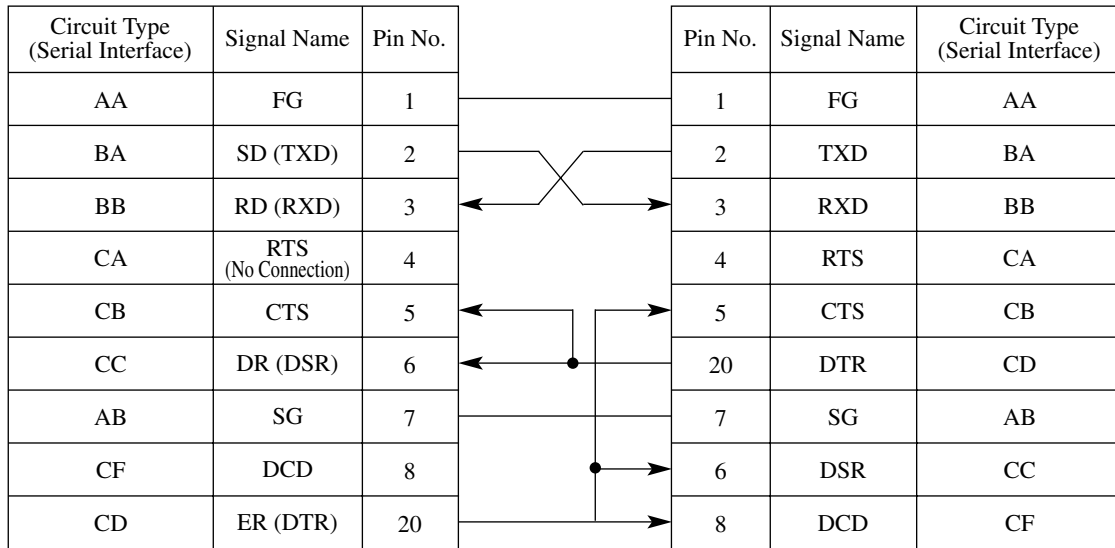 Circuit Type
(Serial Interface) Signal Name Pin No. Pin No. Signal Name Circuit Type
(Serial Interface)
AA FG 1 1 FG AA
BA SD (TXD) 2 2 TXD BA
BB RD (RXD) 3 3 RXD BB
CA RTS
(No Connection) 4 4 RTS CA
CB CTS 5 5 CTS CB
CC DR (DSR) 6 20 DTR CD
AB SG 7 7 SG AB
CF DCD 8 6 DSR CC
CD ER (DTR) 20 8 DCD CF